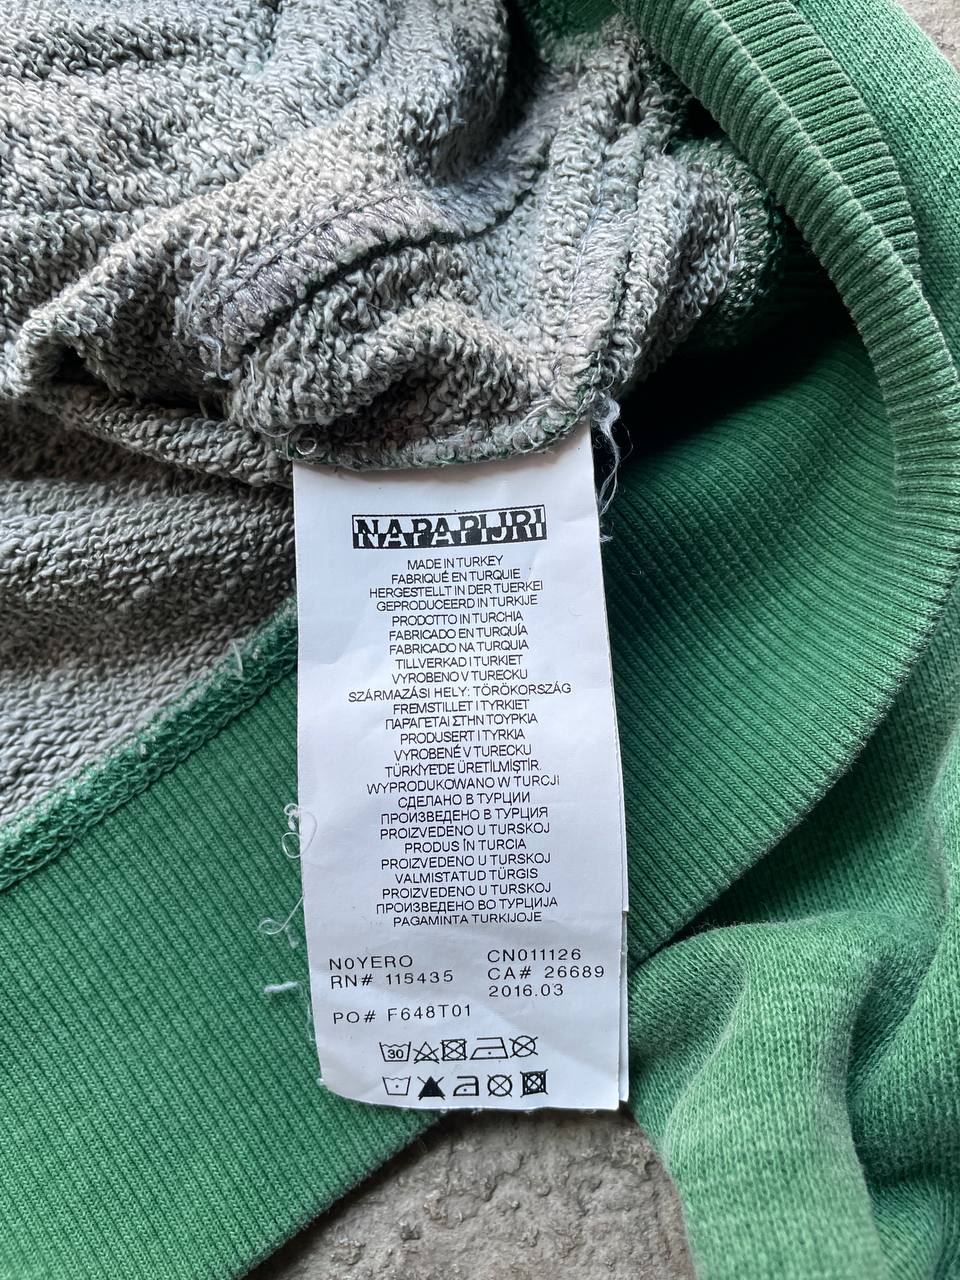 NAPAPIJRI
MADE IN TURKEY
FABRIQUÉ EN TURQUIE
HERGESTELLT IN DER TUERKEI
GEPRODUCEERD IN TURKIJE
PRODOTTO IN TURCHIA
FABRICADO EN TURQUÍA
FABRICADO NA TURQUIA
TILLVERKAD I TURKIET
VYROBENO V TURECKU
SZÁRMAZÁSI HELY: TÖRÖKORSZÁG
FREMSTILLET I TYRKIET
ΠΑΡΑΓΕΤΑΙ ΣΤΗΝ ΤΟΥΡΚΙΑ
PRODUSERT I TYRKIA
VYROBENÉ V TURECKU
TÜRKİYE'DE ÜRETİLMİŞTİR.
WYPRODUKOWANO W TURCJI
СДЕЛАНО В ТУРЦИИ
ПРОИЗВЕДЕНО В ТУРЦИЯ
PROIZVEDENO U TURSKOJ
PRODUS ÎN TURCIA
PROIZVEDENO U TURSKOJ
VALMISTATUD TÜRGIS
PROIZVEDENO U TURSKOJ
ПРОИЗВЕДЕНО ВО ТУРЦИЈА
PAGAMINTA TURKIJOJE
N0YERO CN011126
RN# 115435 CA# 26689
2016.03
PO# F648T01
30